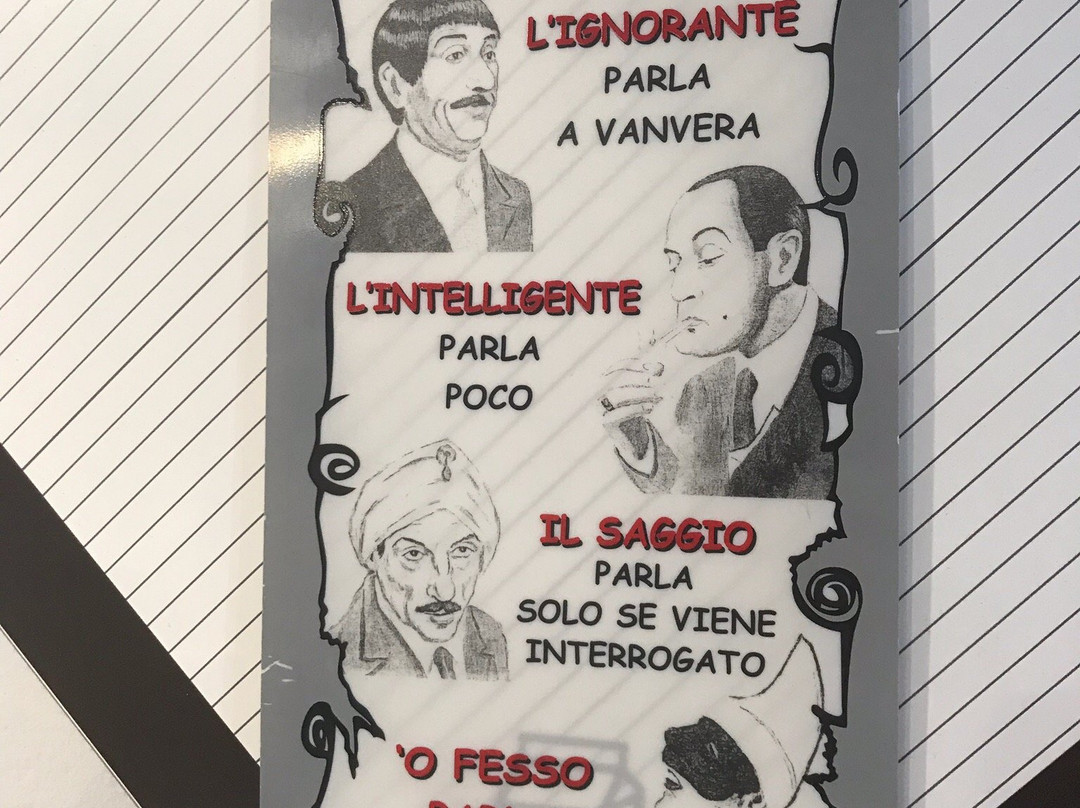 L'IGNORANTE
PARLA
A VANVERA
L'INTELLIGENTE
PARLA
POCO
IL SAGGIO
PARLA
SOLO SE VIENE
INTERROGATO
'O FESSO